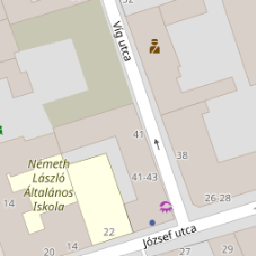 32
Víg utca
41
38
Németh
László
Általános
Iskola
41-43
14
26-28
22
József utca
20
14
27
29